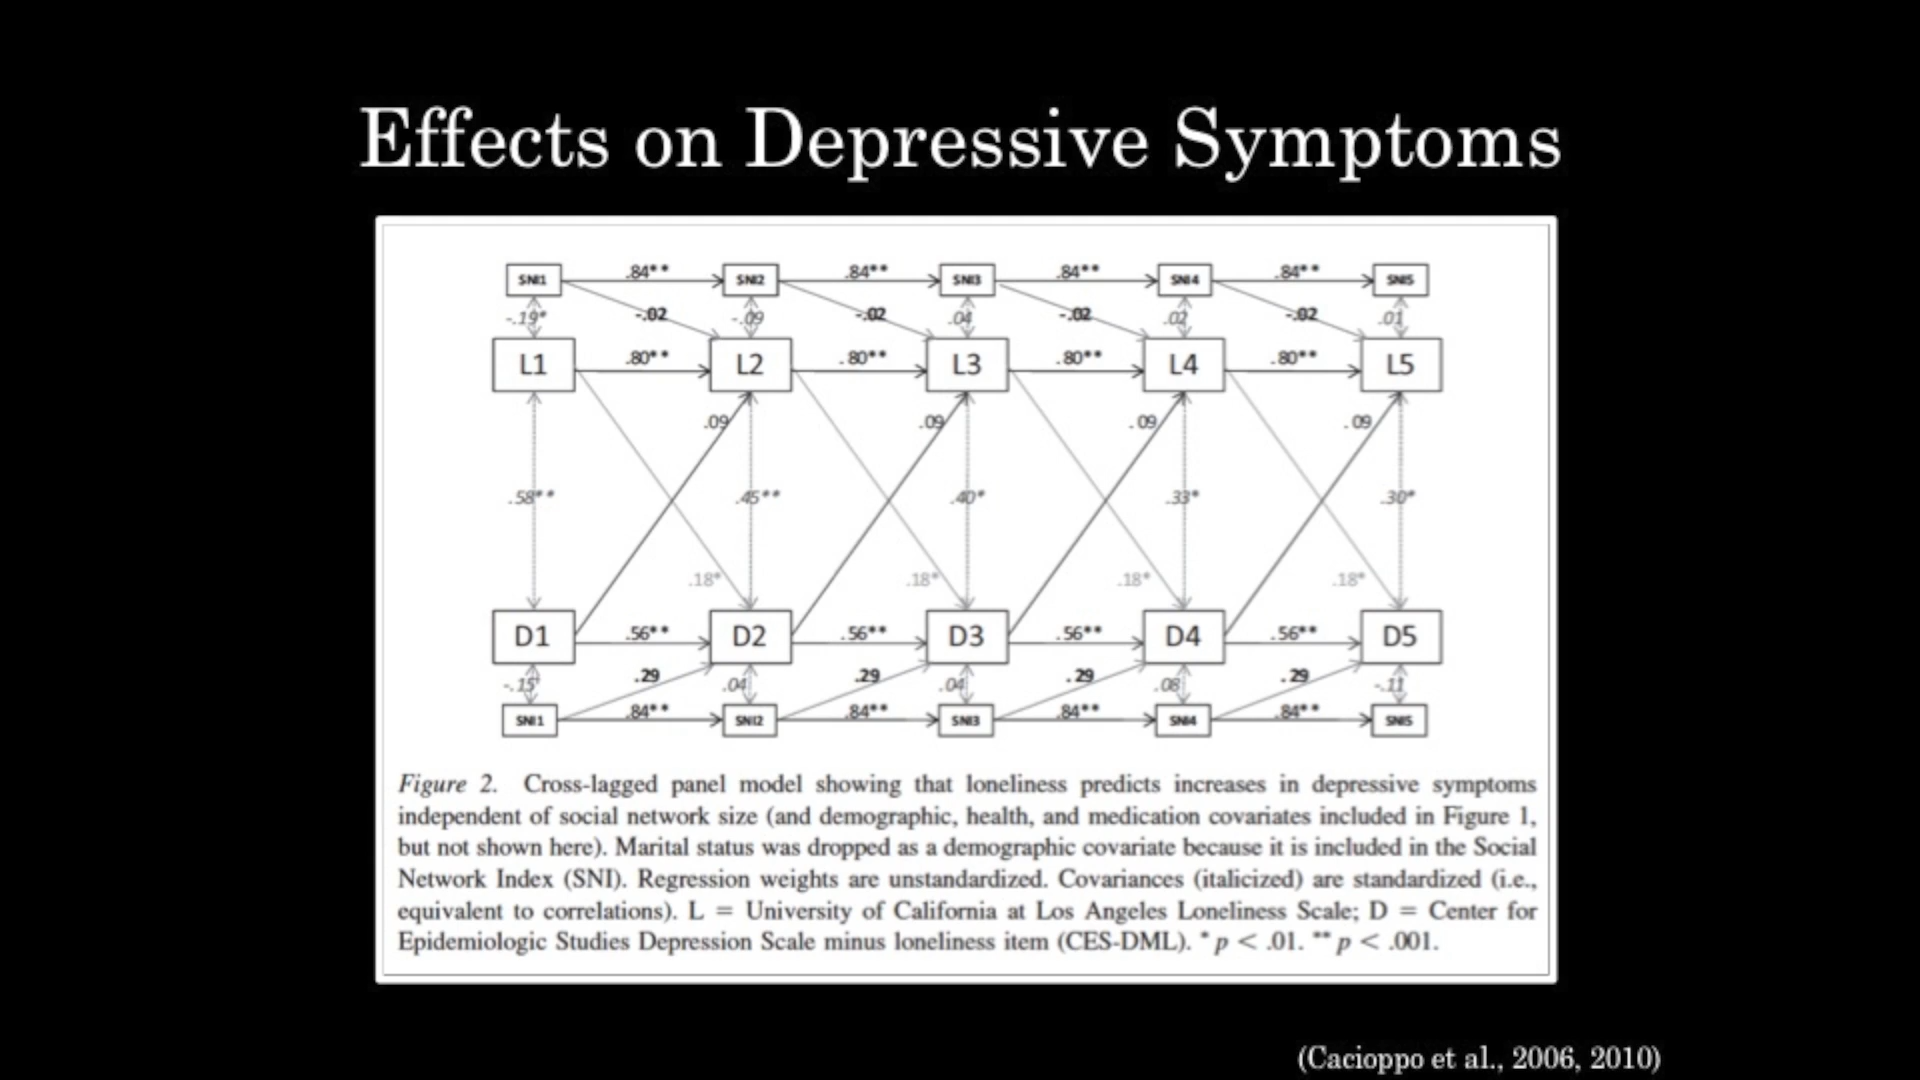 Effects on Depressive Symptoms
SNI1 .84** SNI2 .84** SNI3 .84** SNI4 .84** SNI5
-.19* -.02 -.09 -.02 .04 -.02 .02 -.02 .01
L1 .80** L2 .80** L3 .80** L4 .80** L5
.09 .09 .09 .09
.58** .45** .40* .33* .30*
.18* .18* .18* .18*
D1 .56** D2 .56** D3 .56** D4 .56** D5
-.15* .29 .04 .29 .04 .29 .08 .29 -.11
SNI1 .84** SNI2 .84** SNI3 .84** SNI4 .84** SNI5
Figure 2. Cross-lagged panel model showing that loneliness predicts increases in depressive symptoms
independent of social network size (and demographic, health, and medication covariates included in Figure 1,
but not shown here). Marital status was dropped as a demographic covariate because it is included in the Social
Network Index (SNI). Regression weights are unstandardized. Covariances (italicized) are standardized (i.e.,
equivalent to correlations). L = University of California at Los Angeles Loneliness Scale; D = Center for
Epidemiologic Studies Depression Scale minus loneliness item (CES-DML). * p < .01. ** p < .001.
(Cacioppo et al., 2006, 2010)